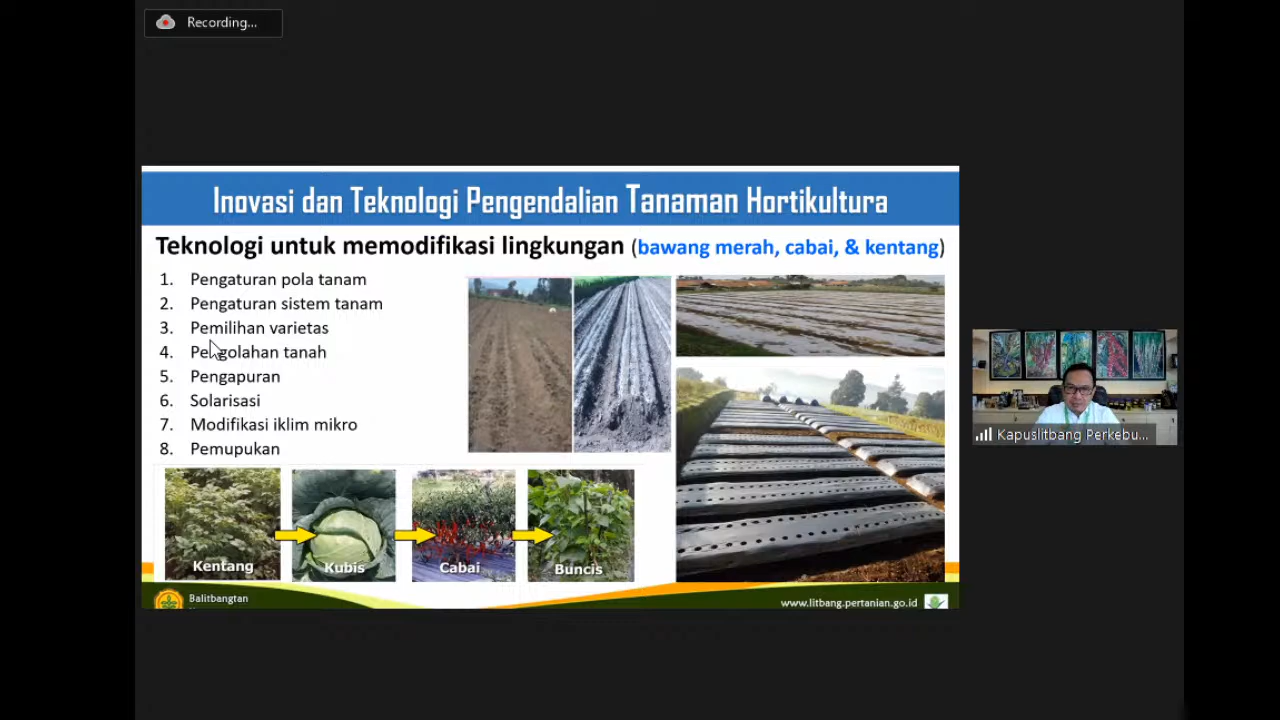 Recording...
Inovasi dan Teknologi Pengendalian Tanaman Hortikultura
Teknologi untuk memodifikasi lingkungan (bawang merah, cabai, & kentang)
1. Pengaturan pola tanam
2. Pengaturan sistem tanam
3. Pemilihan varietas
4. Pengolahan tanah
5. Pengapuran
6. Solarisasi
7. Modifikasi iklim mikro
8. Pemupukan
Kentang
Kubis
Cabai
Buncis
Balitbangtan
www.litbang.pertanian.go.id
Kapuslitbang Perkebu...